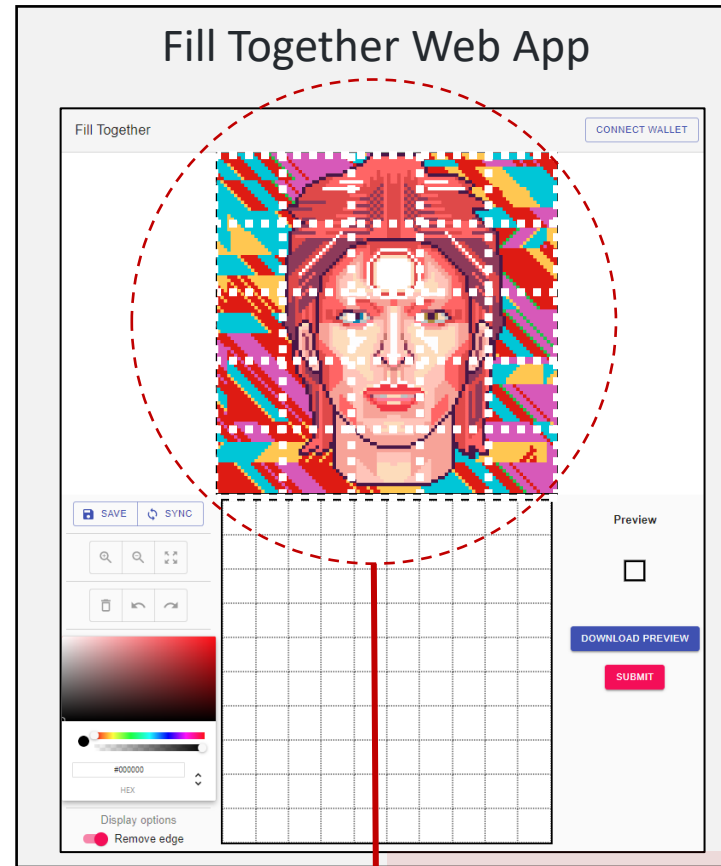 Fill Together Web App
Fill Together
CONNECT WALLET
SAVE
SYNC
Preview
DOWNLOAD PREVIEW
SUBMIT
#000000
HEX
Display options
Remove edge